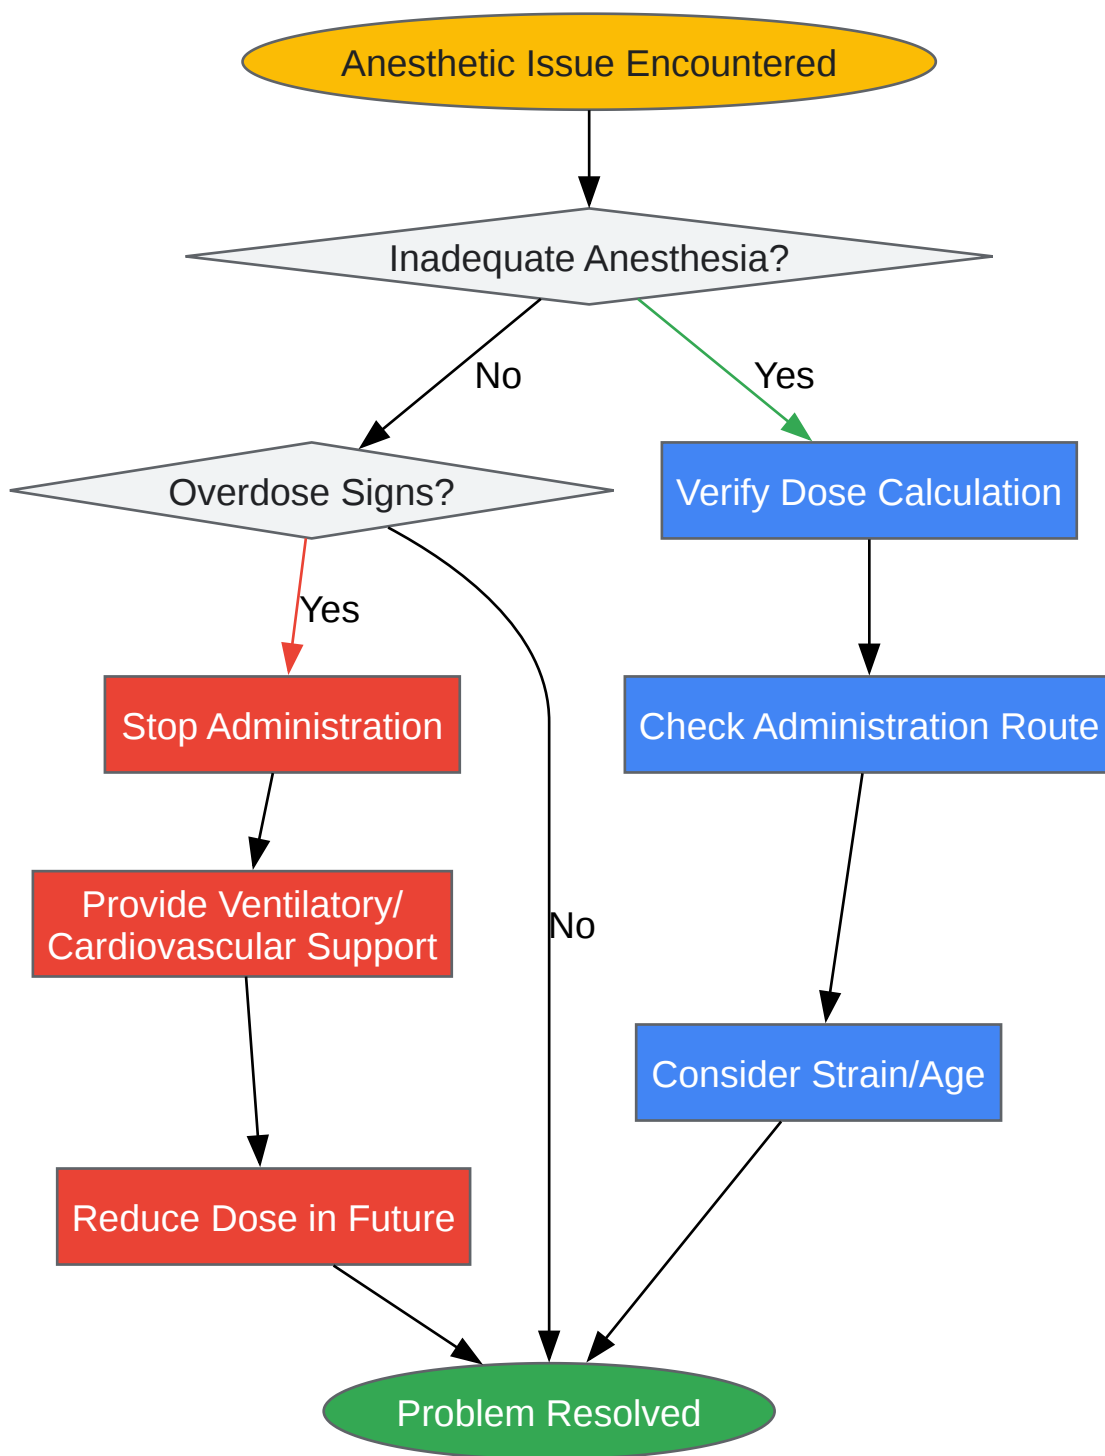 Anesthetic Issue Encountered
Inadequate Anesthesia?
No
Yes
Overdose Signs?
Verify Dose Calculation
Yes
Stop Administration
Check Administration Route
Provide Ventilatory/
Cardiovascular Support
No
Consider Strain/Age
Reduce Dose in Future
Problem Resolved